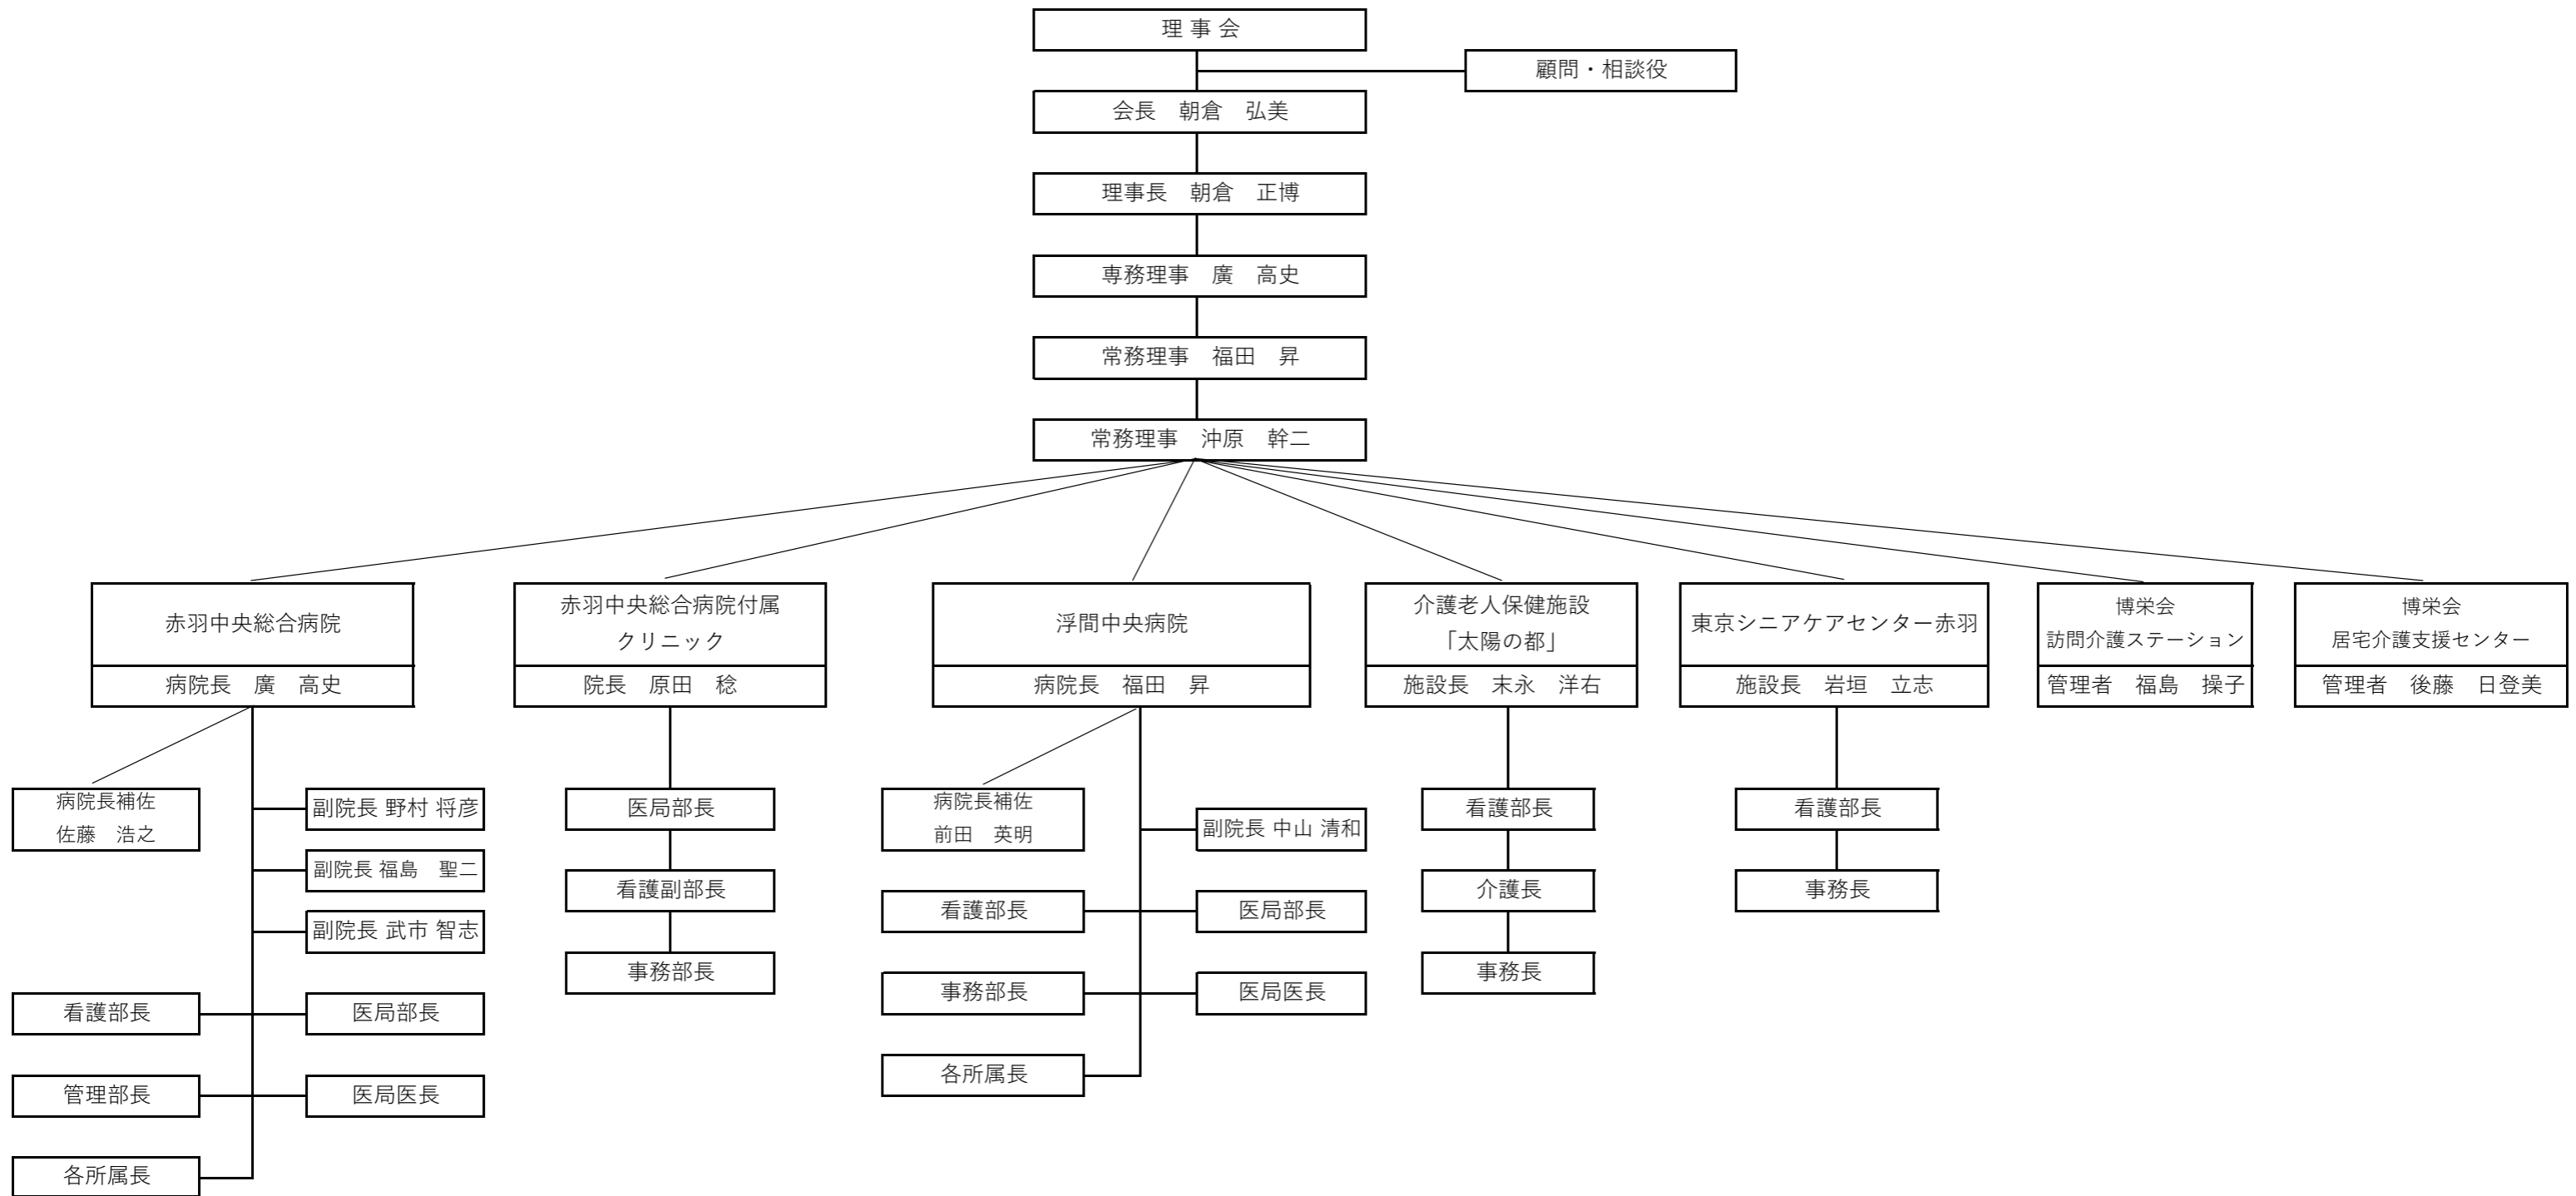 理 事 会
顧問・相談役
会長　朝倉　弘美
理事長　朝倉　正博
専務理事　廣　高史
常務理事　福田　昇
常務理事　沖原　幹二
赤羽中央総合病院
病院長　廣　高史
赤羽中央総合病院付属
クリニック
院長　原田　稔
浮間中央病院
病院長　福田　昇
介護老人保健施設
「太陽の都」
施設長　末永　洋右
東京シニアケアセンター赤羽
施設長　岩垣　立志
博栄会
訪問介護ステーション
管理者　福島　操子
博栄会
居宅介護支援センター
管理者　後藤　日登美
病院長補佐
佐藤　浩之
副院長 野村 将彦
副院長 福島　聖二
副院長 武市 智志
看護部長
医局部長
管理部長
医局医長
各所属長
医局部長
看護副部長
事務部長
病院長補佐
前田　英明
副院長 中山 清和
看護部長
医局部長
事務部長
医局医長
各所属長
看護部長
介護長
事務長
看護部長
事務長